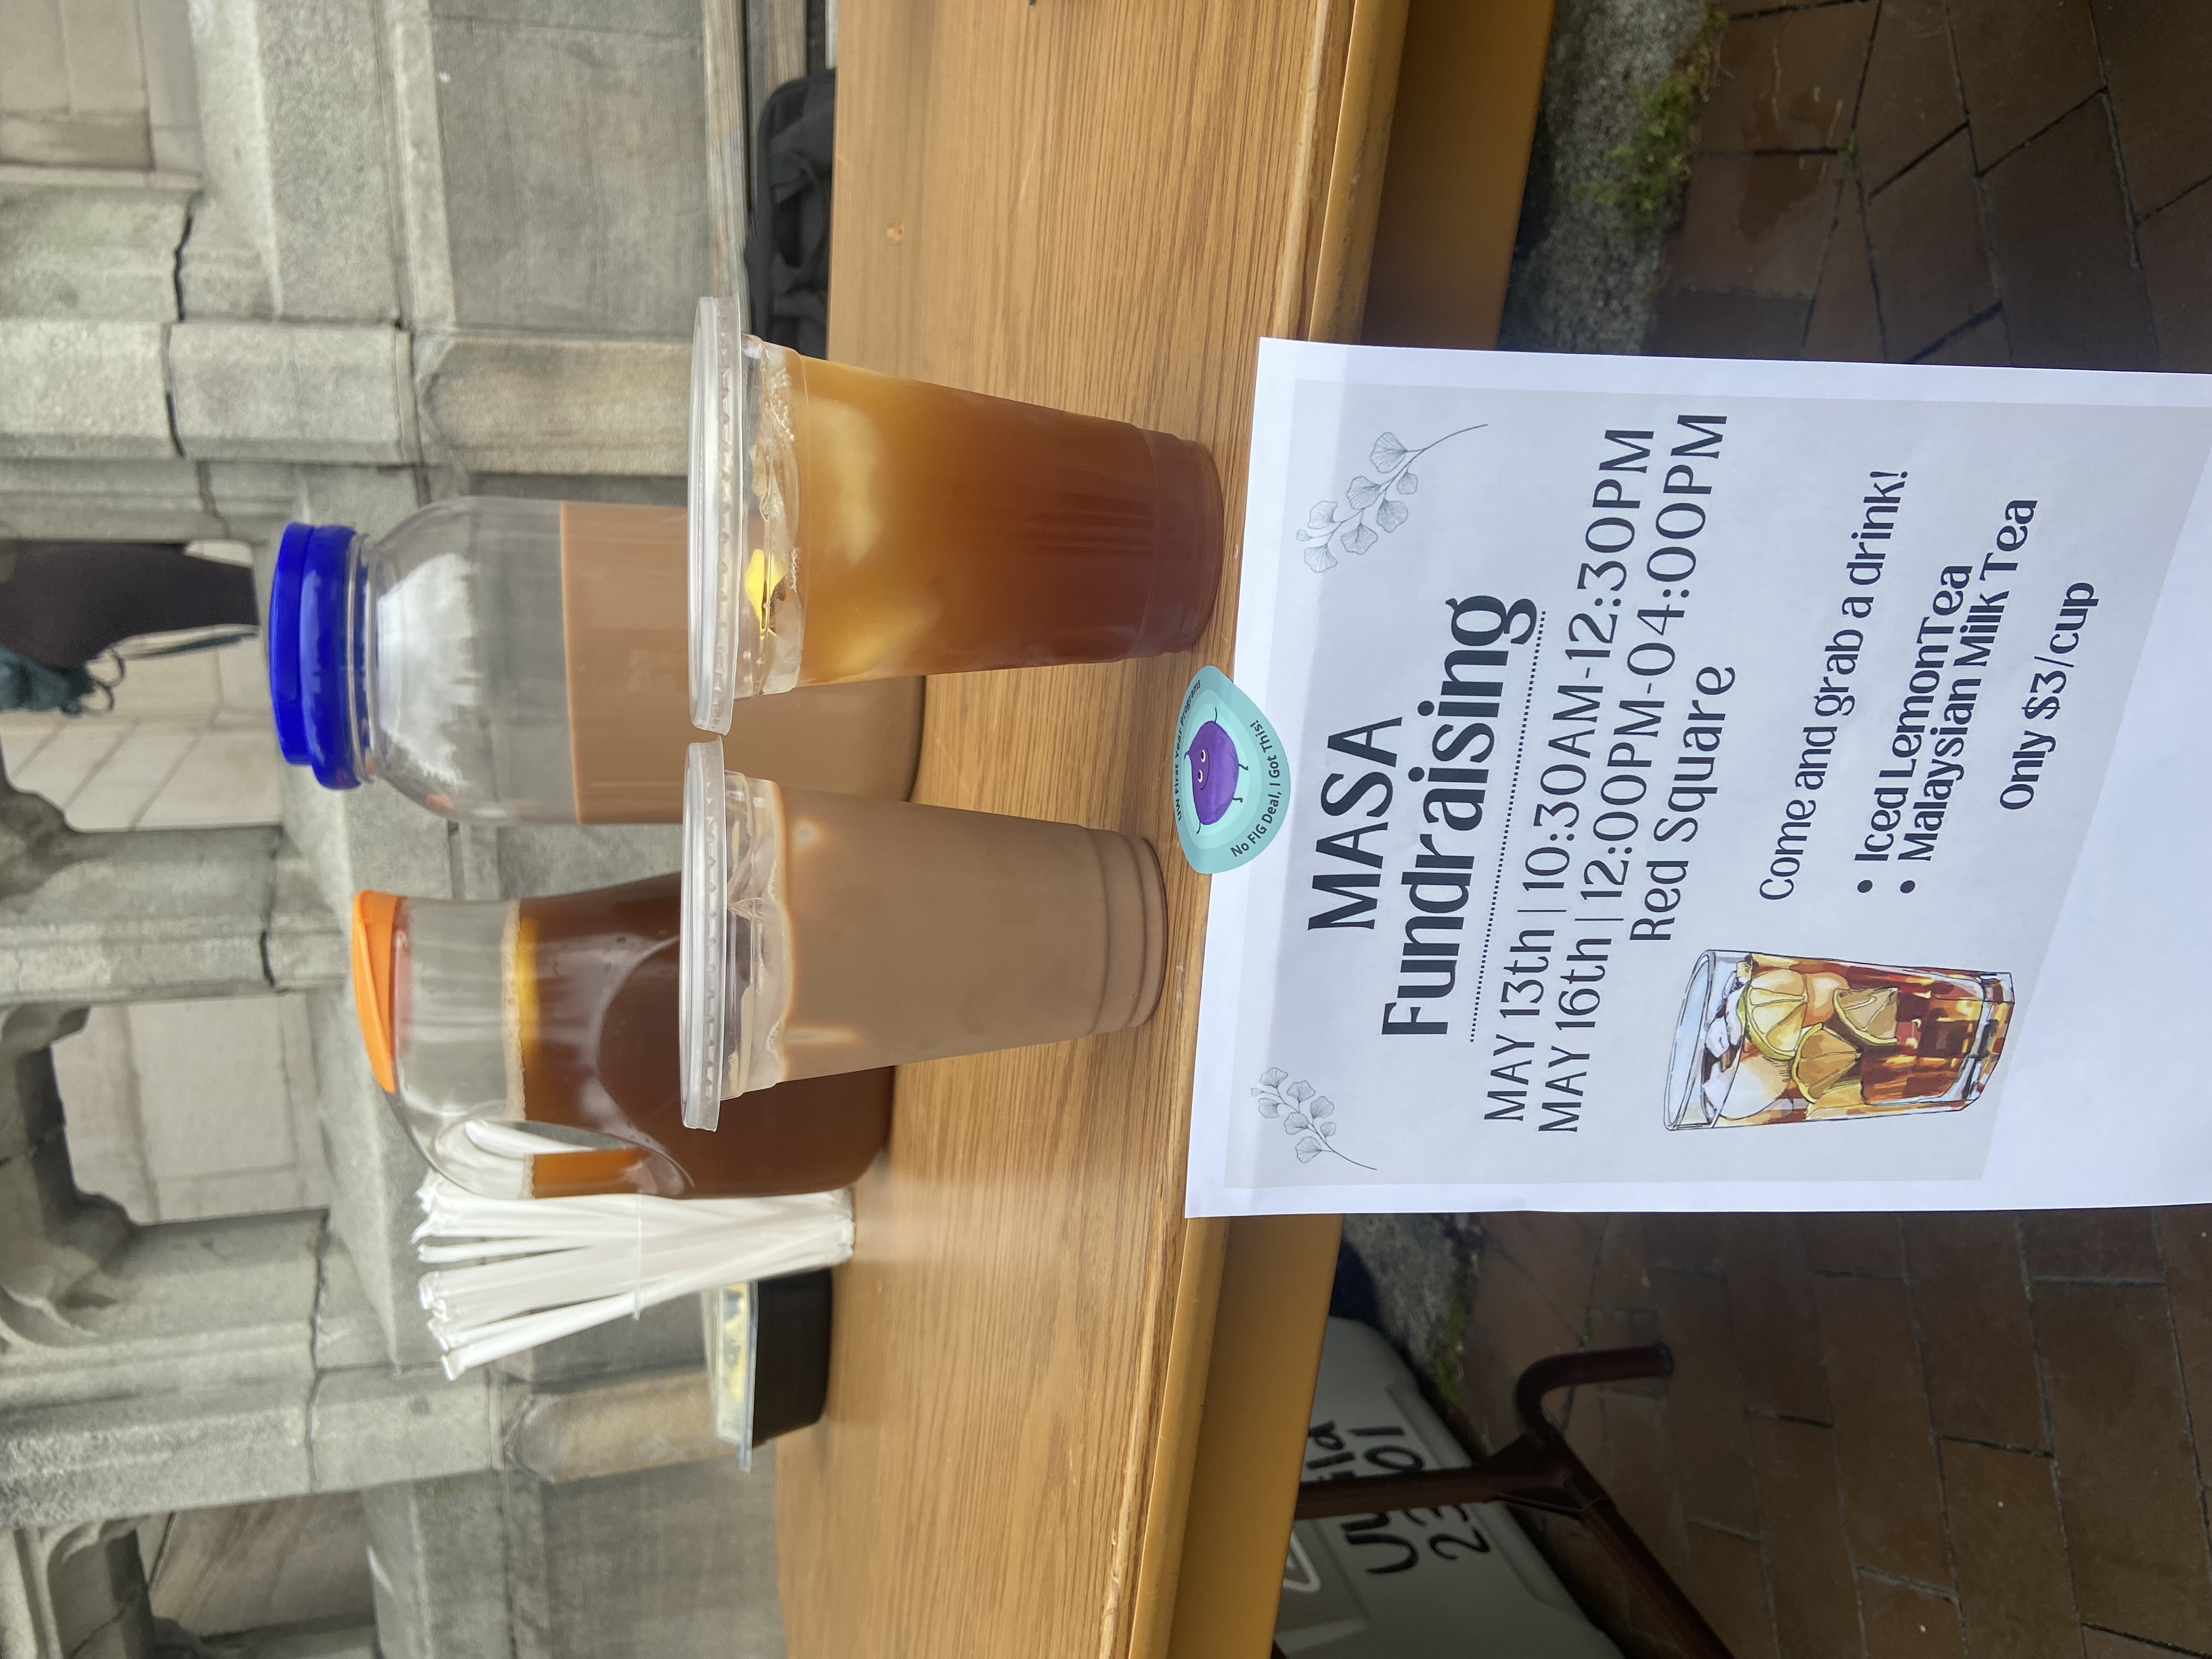 UW First Year Programs
No FIG Deal, I Got This!
MASA
Fundraising
MAY 13th | 10:30AM-12:30PM
MAY 16th | 12:00PM-04:00PM
Red Square
Come and grab a drink!
• Iced LemonTea
• Malaysian Milk Tea
Only $3/cup